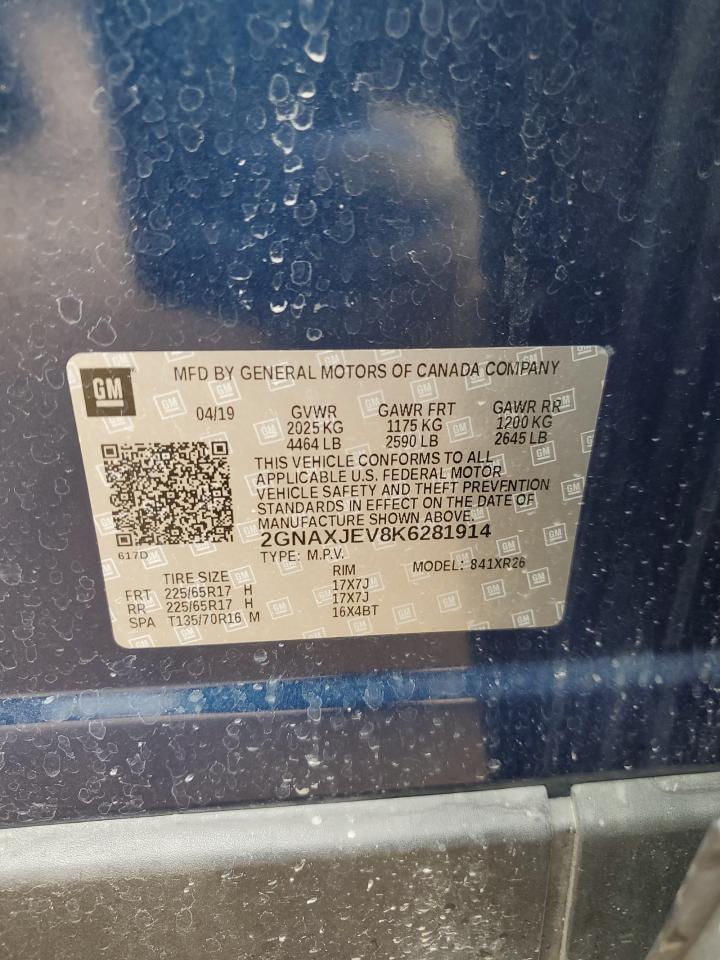 GM
MFD BY GENERAL MOTORS OF CANADA COMPANY
04/19 GVWR GAWR FRT GAWR RR
2025 KG 1175 KG 1200 KG
4464 LB 2590 LB 2645 LB
THIS VEHICLE CONFORMS TO ALL
APPLICABLE U.S. FEDERAL MOTOR
VEHICLE SAFETY AND THEFT PREVENTION
STANDARDS IN EFFECT ON THE DATE OF
MANUFACTURE SHOWN ABOVE.
2GNAXJEV8K6281914
617D
TYPE: M.P.V. MODEL: 841XR26
TIRE SIZE RIM
FRT 225/65R17 H 17X7J
RR 225/65R17 H 17X7J
SPA T135/70R16 M 16X4BT